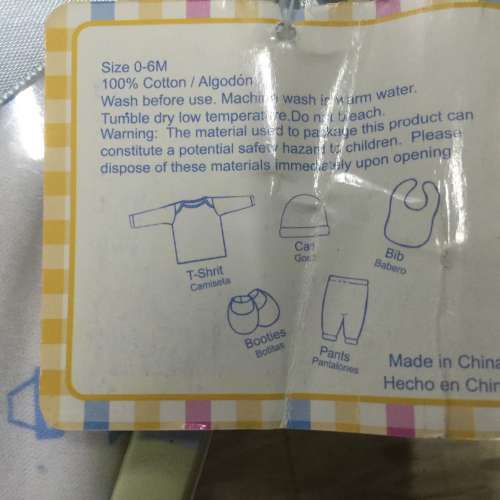 Size 0-6M
100% Cotton / Algodón
Wash before use. Machine wash in warm water.
Tumble dry low temperature.Do not bleach.
Warning: The material used to package this product can
constitute a potential safety hazard to children. Please
dispose of these materials immediately upon opening
T-Shrit
Camiseta
Cap
Gorra
Bib
Babero
Booties
Botitas
Pants
Pantalones
Made in China
Hecho en Chin